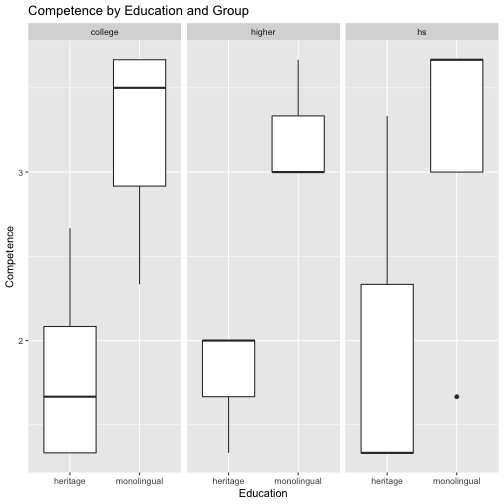 Competence by Education and Group
college higher hs
Competence
3
2
heritage monolingual heritage monolingual heritage monolingual
Education